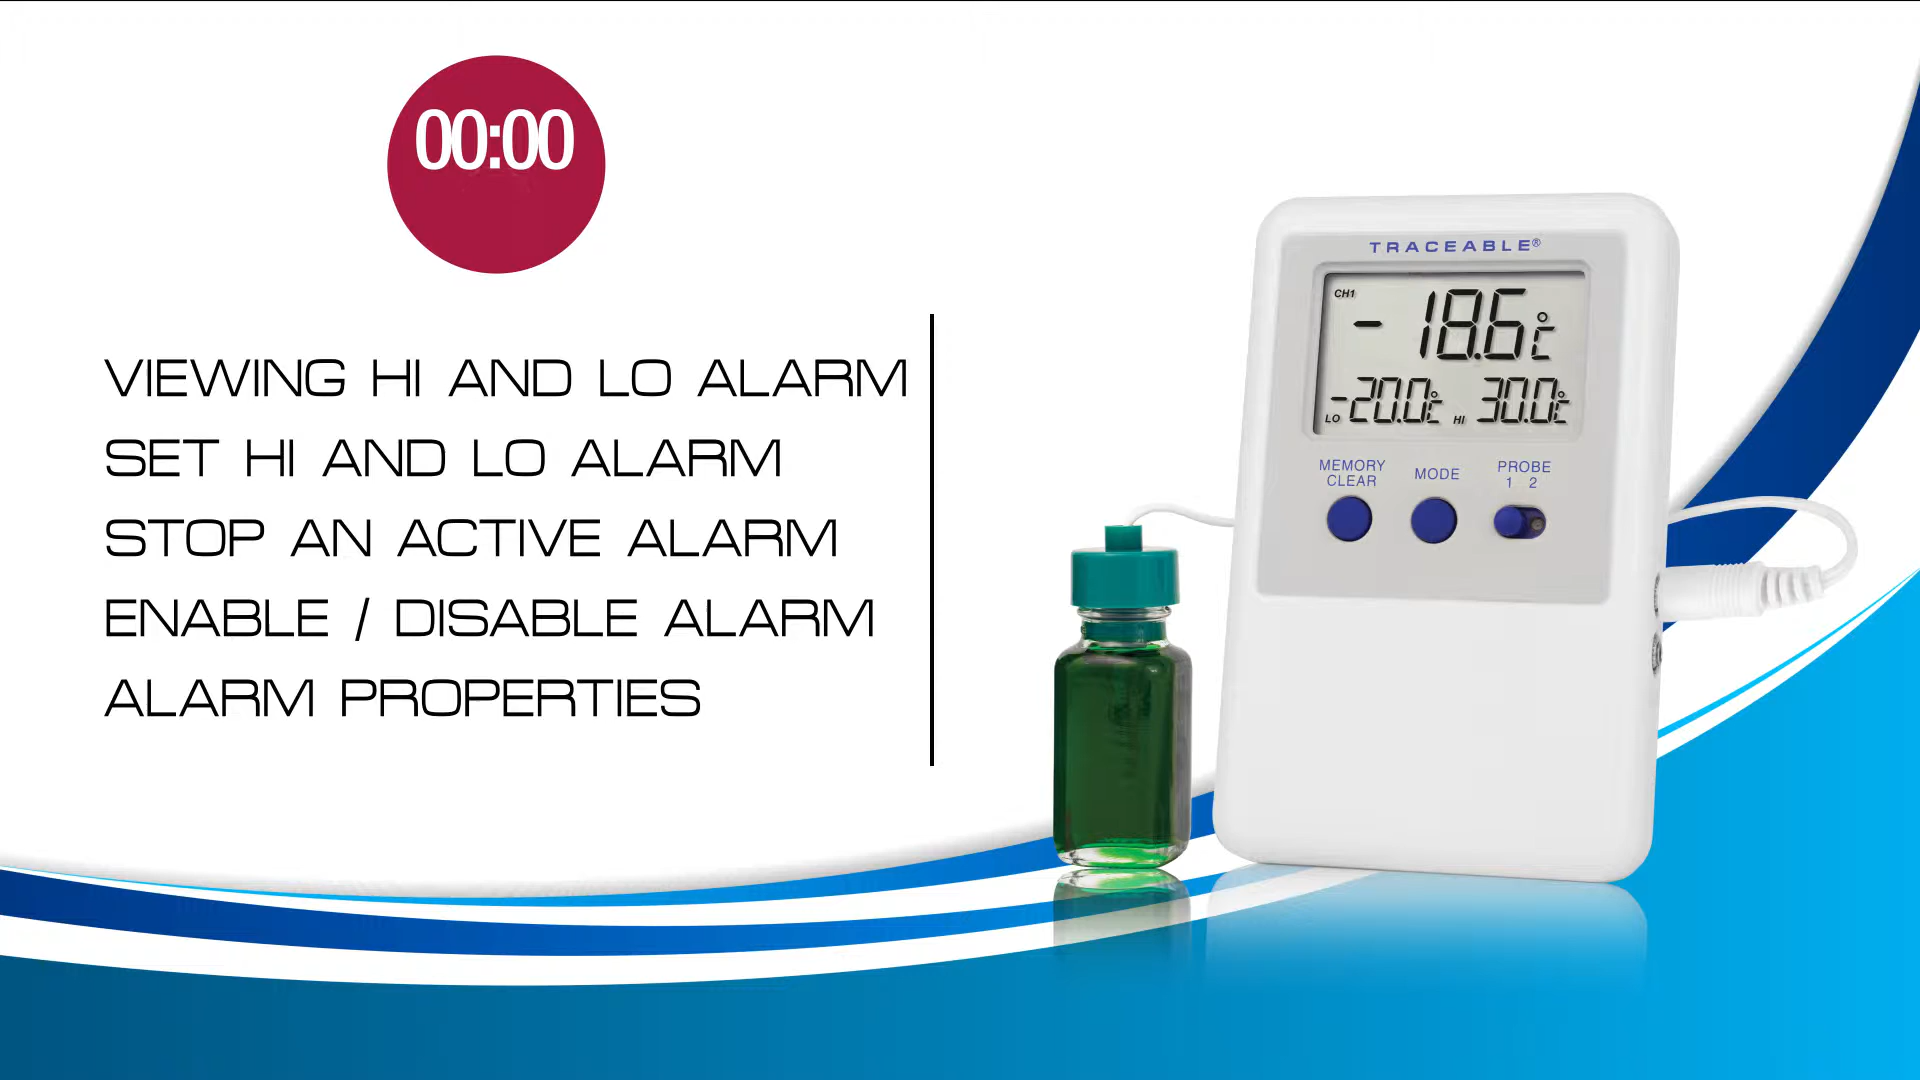 00:00
VIEWING HI AND LO ALARM
SET HI AND LO ALARM
STOP AN ACTIVE ALARM
ENABLE / DISABLE ALARM
ALARM PROPERTIES
TRACEABLE®
CH1
-18.6°C
LO -20.0°C HI 30.0°C
MEMORY CLEAR
MODE
PROBE
1 2